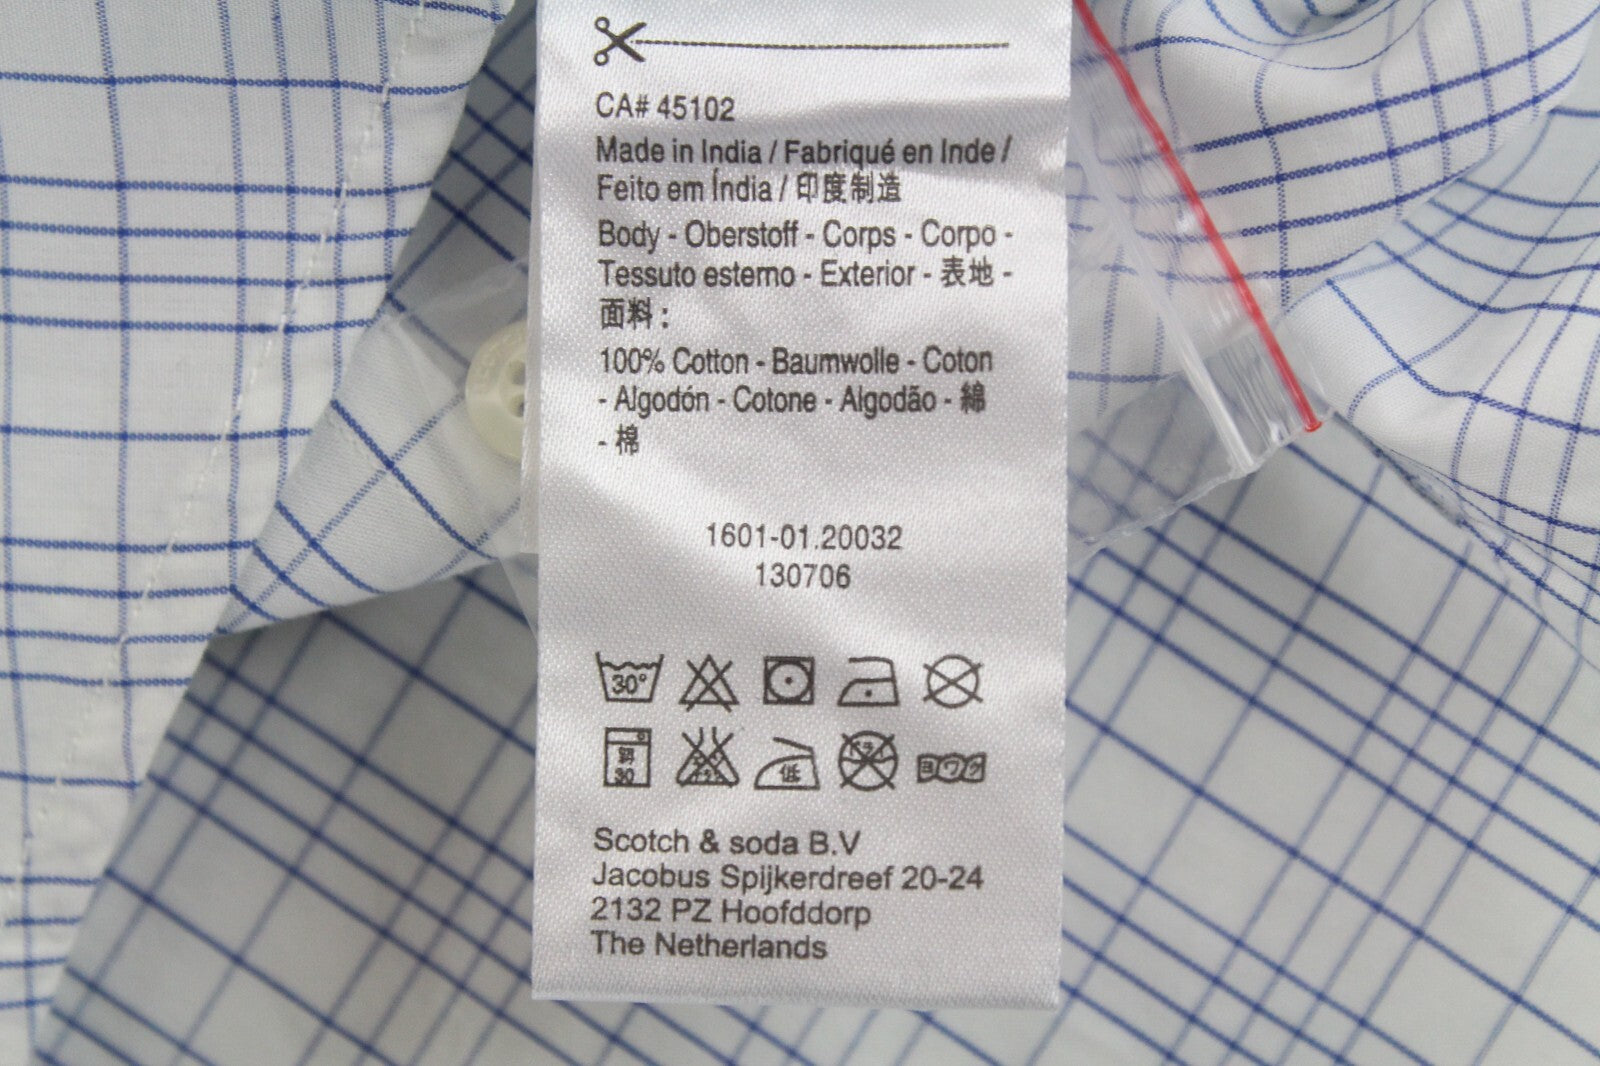 CA# 45102
Made in India / Fabriqué en Inde /
Feito em Índia / 印度制造
Body - Oberstoff - Corps - Corpo -
Tessuto esterno - Exterior - 表地 -
面料 :
100% Cotton - Baumwolle - Coton
- Algodón - Cotone - Algodão - 綿
- 棉
1601-01.20032
130706
30°
30
低
Scotch & soda B.V
Jacobus Spijkerdreef 20-24
2132 PZ Hoofddorp
The Netherlands